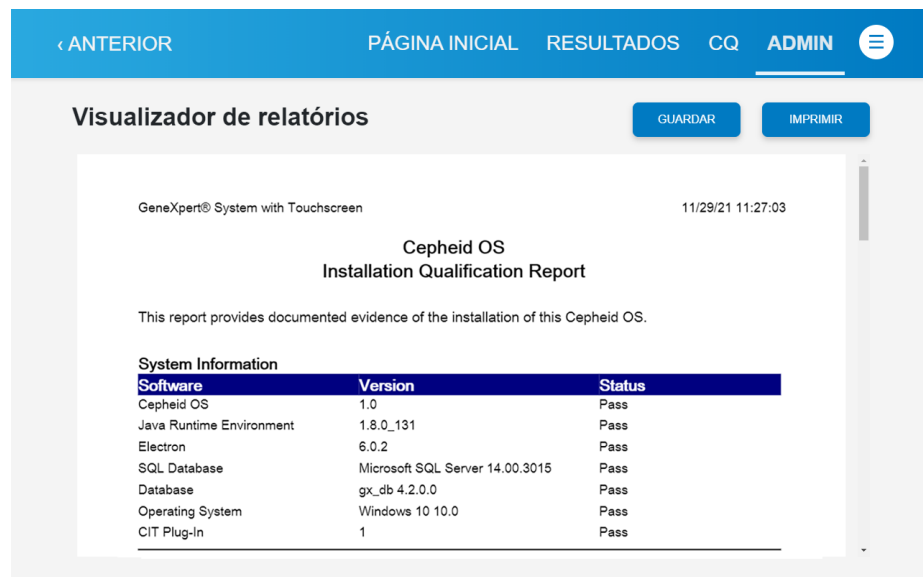 ‹ ANTERIOR PÁGINA INICIAL RESULTADOS CQ ADMIN
Visualizador de relatórios GUARDAR IMPRIMIR
GeneXpert® System with Touchscreen 11/29/21 11:27:03
Cepheid OS
Installation Qualification Report
This report provides documented evidence of the installation of this Cepheid OS.
System Information
Software Version Status
Cepheid OS 1.0 Pass
Java Runtime Environment 1.8.0_131 Pass
Electron 6.0.2 Pass
SQL Database Microsoft SQL Server 14.00.3015 Pass
Database gx_db 4.2.0.0 Pass
Operating System Windows 10 10.0 Pass
CIT Plug-In 1 Pass